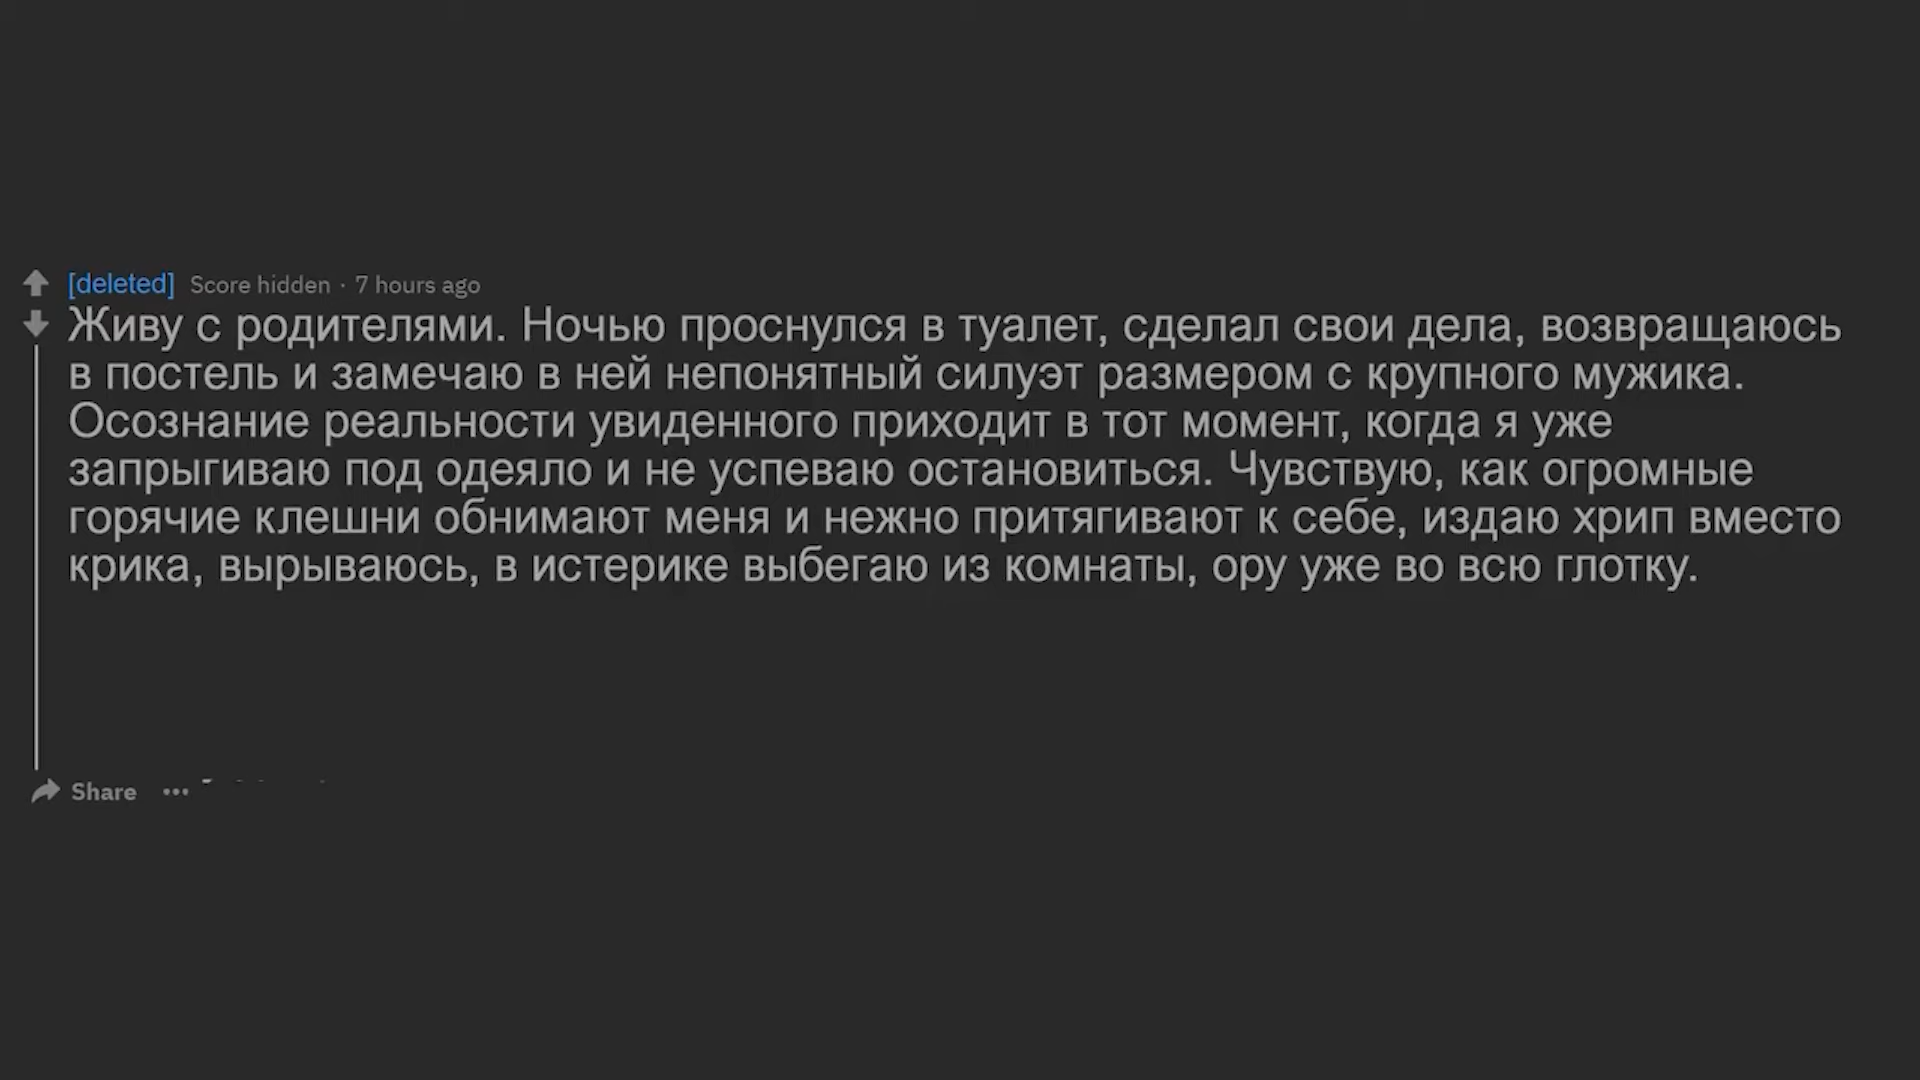 [deleted] Score hidden · 7 hours ago
Живу с родителями. Ночью проснулся в туалет, сделал свои дела, возвращаюсь
в постель и замечаю в ней непонятный силуэт размером с крупного мужика.
Осознание реальности увиденного приходит в тот момент, когда я уже
запрыгиваю под одеяло и не успеваю остановиться. Чувствую, как огромные
горячие клешни обнимают меня и нежно притягивают к себе, издаю хрип вместо
крика, вырываюсь, в истерике выбегаю из комнаты, ору уже во всю глотку.
Share ···